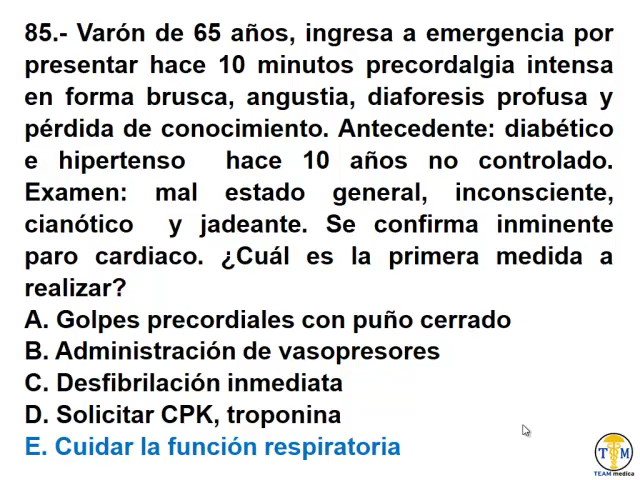 85.- Varón de 65 años, ingresa a emergencia por
presentar hace 10 minutos precordalgia intensa
en forma brusca, angustia, diaforesis profusa y
pérdida de conocimiento. Antecedente: diabético
e hipertenso hace 10 años no controlado.
Examen: mal estado general, inconsciente,
cianótico y jadeante. Se confirma inminente
paro cardiaco. ¿Cuál es la primera medida a
realizar?
A. Golpes precordiales con puño cerrado
B. Administración de vasopresores
C. Desfibrilación inmediata
D. Solicitar CPK, troponina
E. Cuidar la función respiratoria
T M
TEAM medica